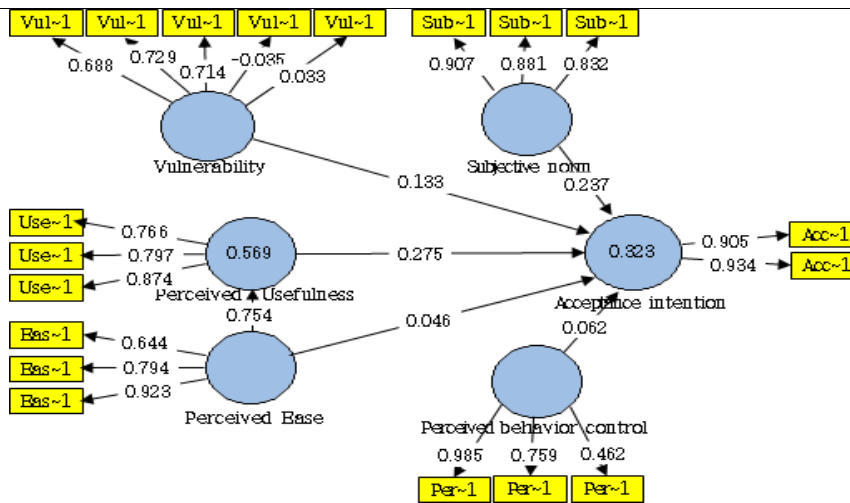 Vul~1 Vul~1 Vul~1 Vul~1 Vul~1 Sub~1 Sub~1 Sub~1
0.688 0.729 0.714 -0.035 0.033 0.907 0.881 0.832
Vulnerability
Subjective norm
0.133
0.237
Use~1
Use~1
Use~1
0.766
0.797
0.874
0.569
Perceived Usefulness
0.275
0.323
Acceptance intention
0.905
0.934
Acc~1
Acc~1
0.754
0.046
0.062
Eas~1
Eas~1
Eas~1
0.644
0.794
0.923
Perceived Ease
Perceived behavior control
0.985 0.759 0.462
Per~1 Per~1 Per~1